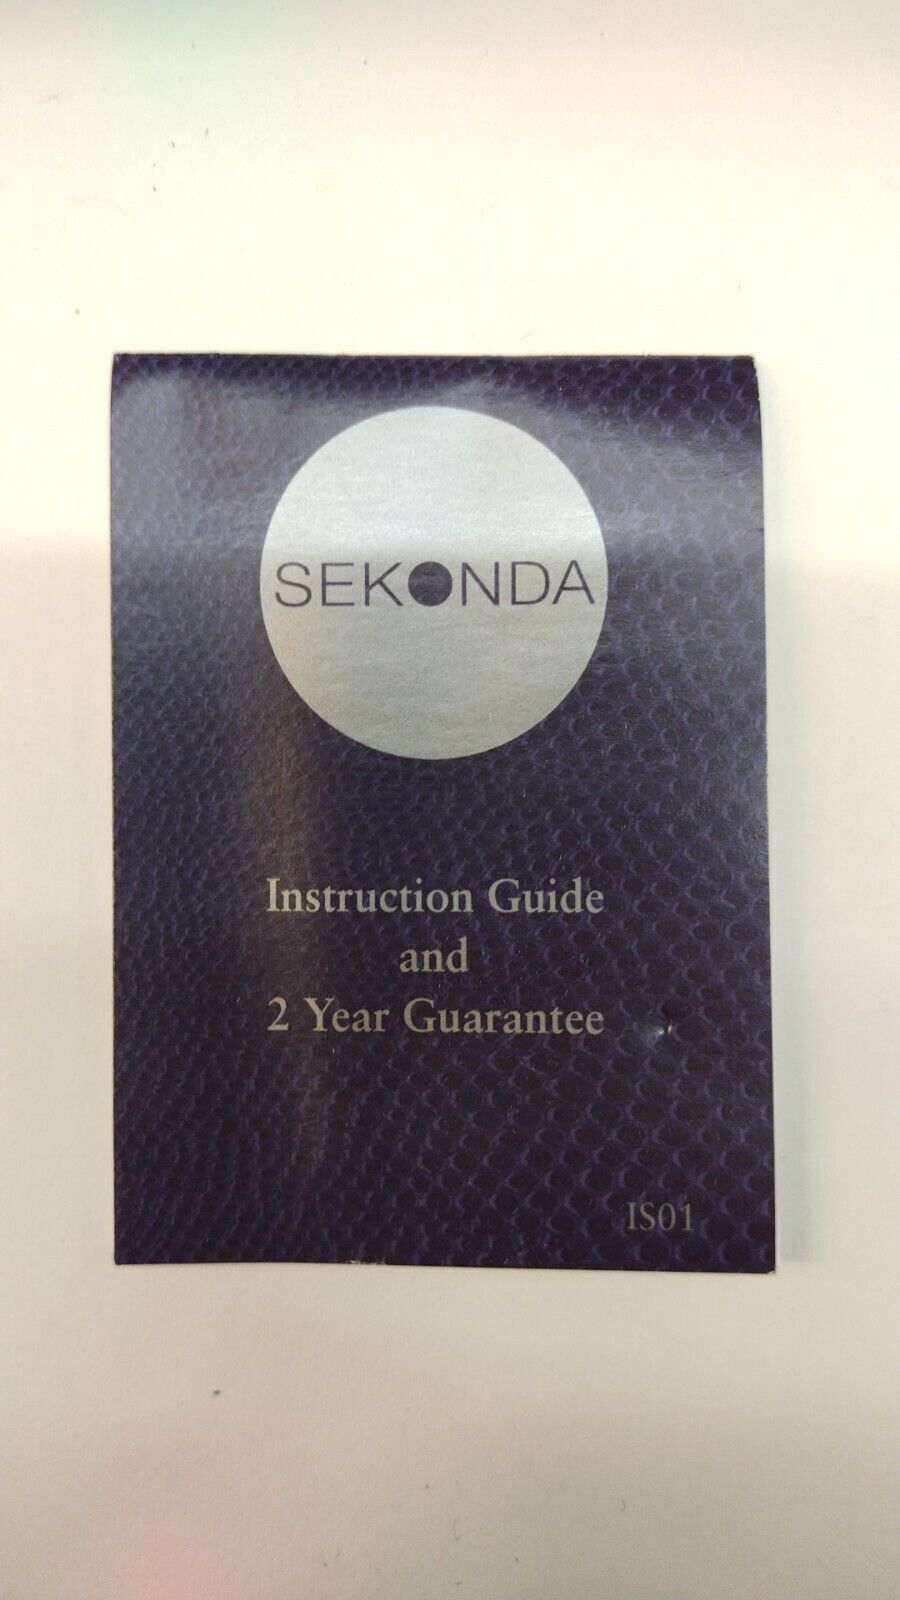 SEKONDA
Instruction Guide
and
2 Year Guarantee
IS01